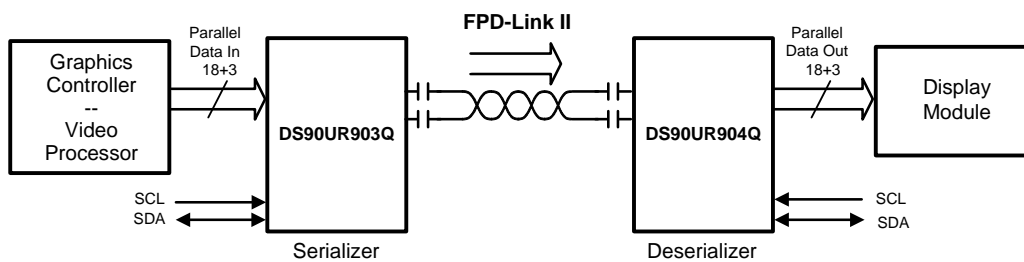 FPD-Link II
Graphics
Controller
--
Video
Processor
Parallel
Data In
18+3
DS90UR903Q
SCL
SDA
Serializer
DS90UR904Q
Deserializer
Parallel
Data Out
18+3
SCL
SDA
Display
Module